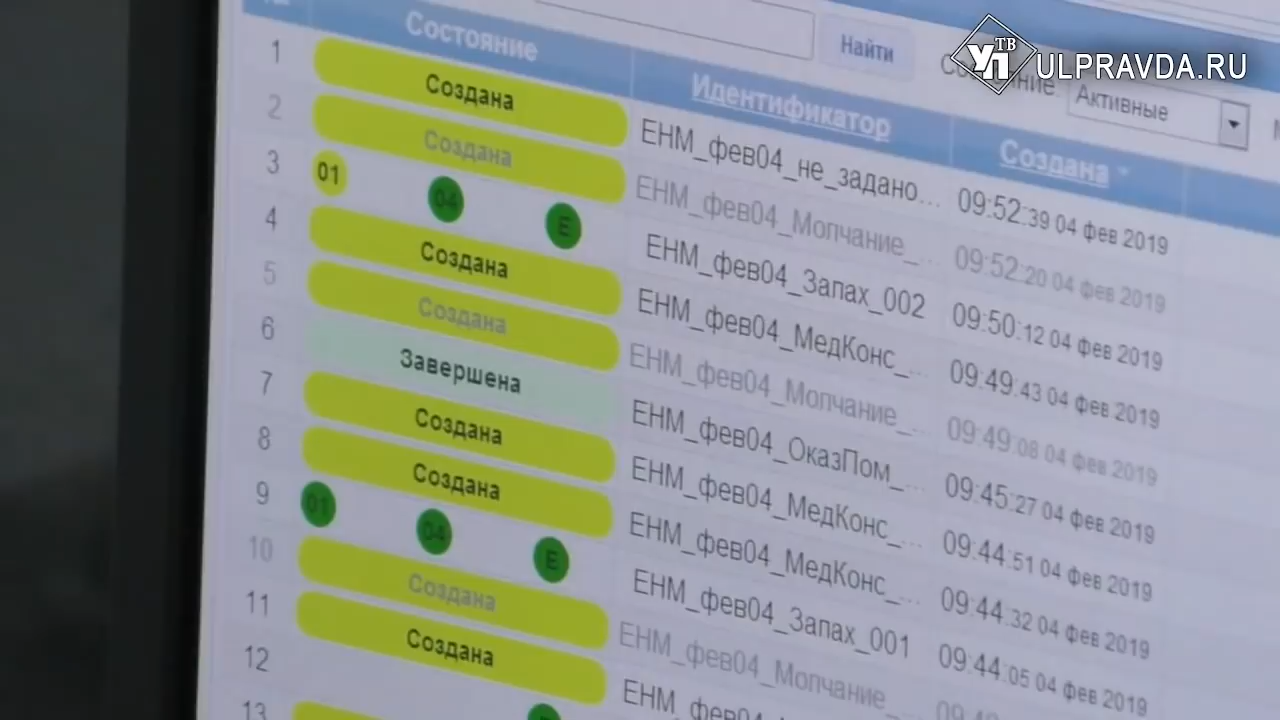 УП ТВ ULPRAVDA.RU
Найти
Активные
Состояние Идентификатор Создана
1 Создана ЕНМ_фев04_не_задано... 09:52:39 04 фев 2019
2 Создана ЕНМ_фев04_Молчание_... 09:52:20 04 фев 2019
3 01 04 Е ЕНМ_фев04_Запах_002 09:50:12 04 фев 2019
4 Создана ЕНМ_фев04_МедКонс_... 09:49:43 04 фев 2019
5 Создана ЕНМ_фев04_Молчание_... 09:49:08 04 фев 2019
6 Завершена ЕНМ_фев04_ОказПом_... 09:45:27 04 фев 2019
7 Создана ЕНМ_фев04_МедКонс_... 09:44:51 04 фев 2019
8 Создана ЕНМ_фев04_МедКонс_... 09:44:32 04 фев 2019
9 01 04 Е ЕНМ_фев04_Запах_001 09:44:05 04 фев 2019
10 Создана ЕНМ_фев04_Молчание_...
11 Создана
12
13